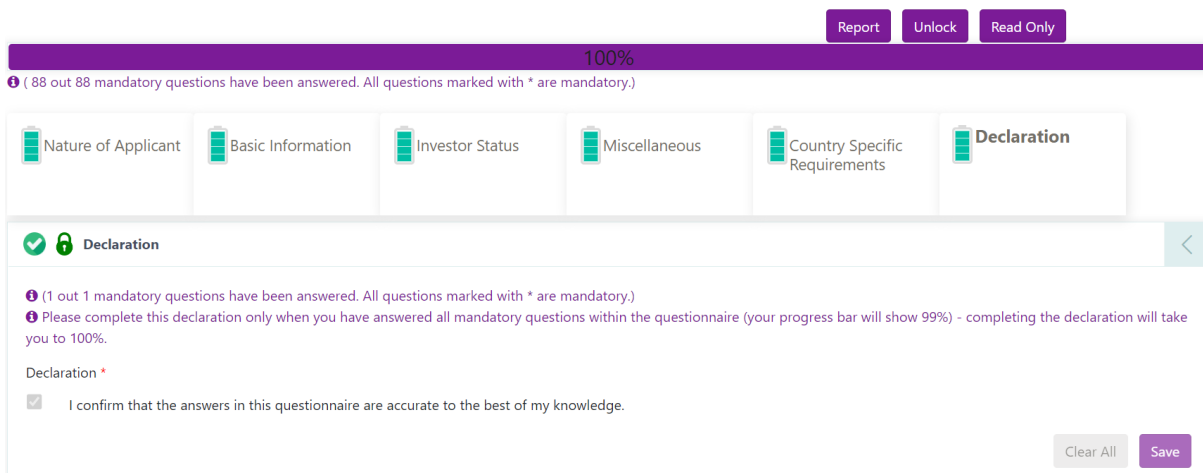 Report Unlock Read Only
100%
( 88 out 88 mandatory questions have been answered. All questions marked with * are mandatory.)
Nature of Applicant Basic Information Investor Status Miscellaneous Country Specific Declaration
Requirements
Declaration
(1 out 1 mandatory questions have been answered. All questions marked with * are mandatory.)
Please complete this declaration only when you have answered all mandatory questions within the questionnaire (your progress bar will show 99%) - completing the declaration will take
you to 100%.
Declaration *
I confirm that the answers in this questionnaire are accurate to the best of my knowledge.
Clear All Save